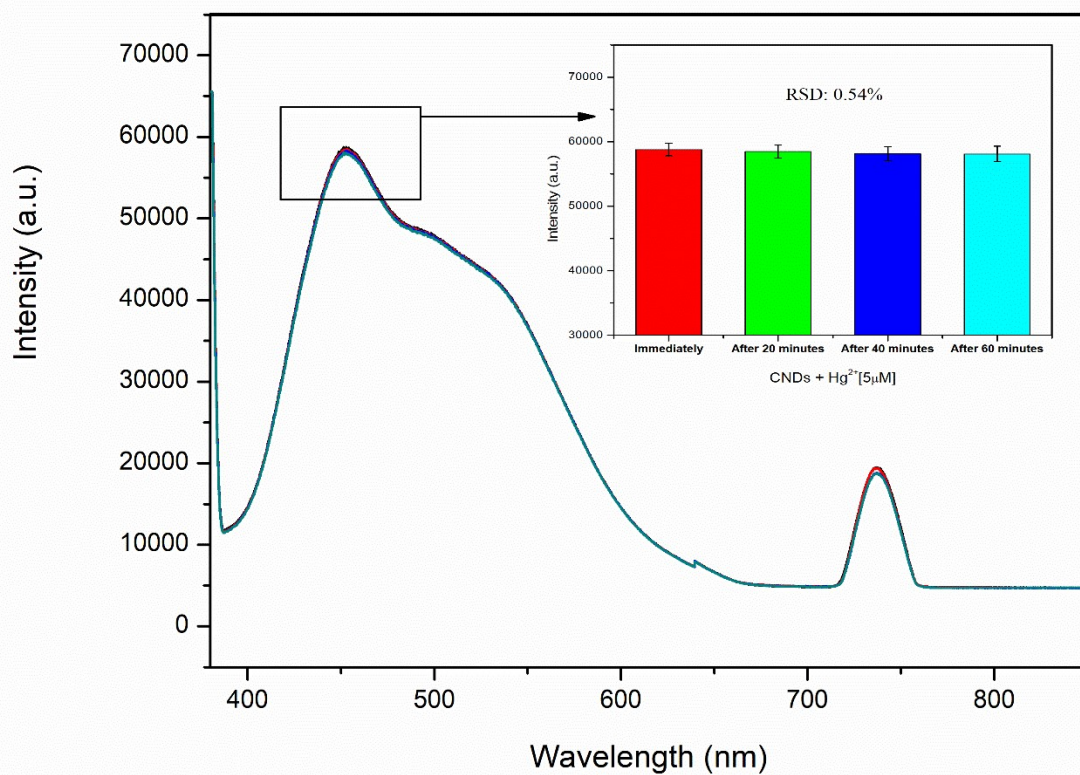 70000
60000
50000
40000
30000
20000
10000
0
Intensity (a.u.)
400
500
600
700
800
Wavelength (nm)
70000
60000
50000
40000
30000
Intensity (a.u.)
RSD: 0.54%
Immediately
After 20 minutes
After 40 minutes
After 60 minutes
CNDs + Hg²⁺[5μM]